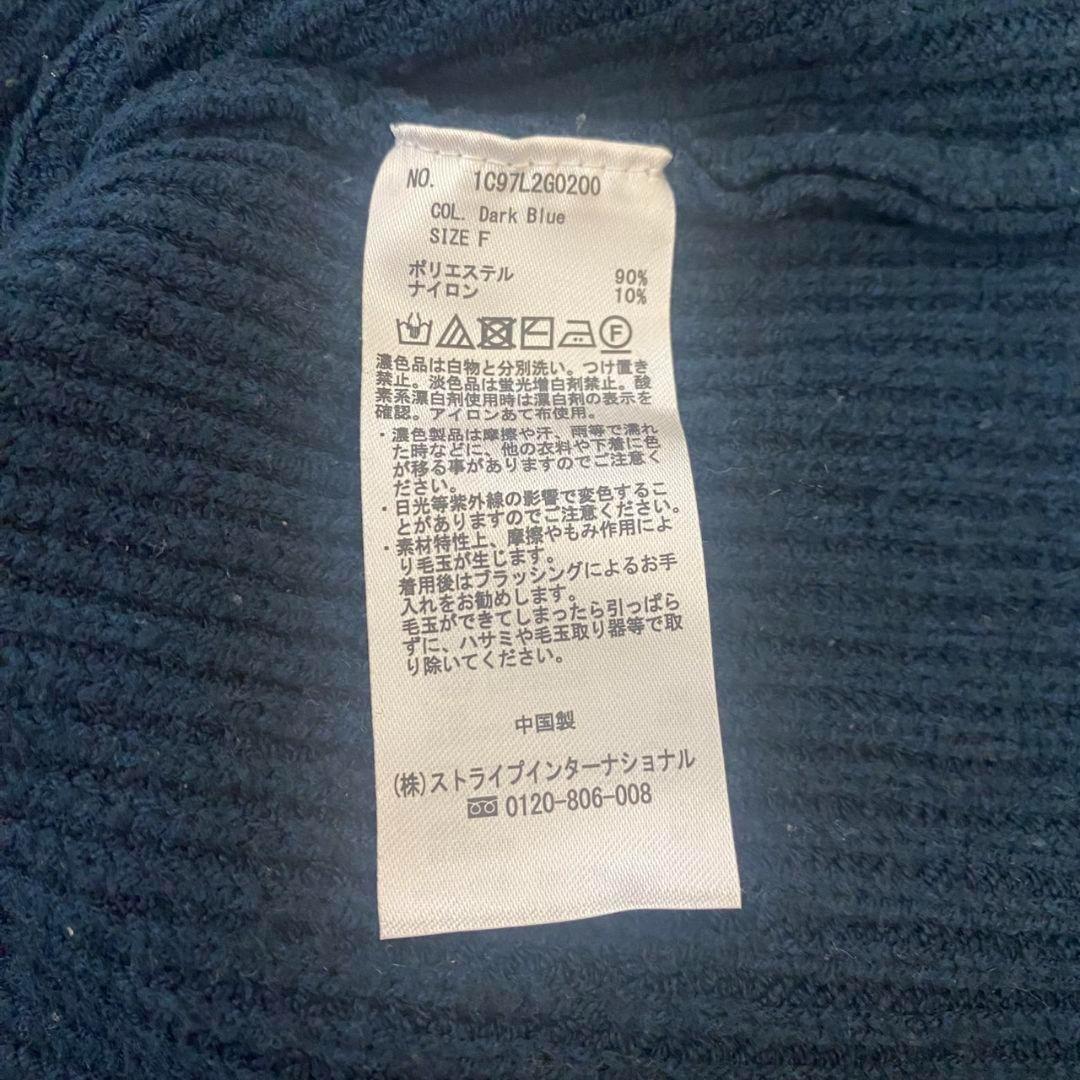 NO. 1C97L2G0200
COL. Dark Blue
SIZE F
ポリエステル 90%
ナイロン 10%
F
濃色品は白物と分別洗い。つけ置き
禁止。淡色品は蛍光増白剤禁止。酸
素系漂白剤使用時は漂白剤の表示を
確認。アイロンあて布使用。
・濃色製品は摩擦や汗、雨等で濡れ
た時などに、他の衣料や下着に色
が移る事がありますのでご注意く
ださい。
・日光等紫外線の影響で変色するこ
とがありますのでご注意ください。
・素材特性上、摩擦やもみ作用によ
り毛玉が生じます。
着用後はブラッシングによるお手
入れをお勧めします。
毛玉ができてしまったら引っぱら
ずに、ハサミや毛玉取り器等で取
り除いてください。
中国製
(株)ストライプインターナショナル
0120-806-008